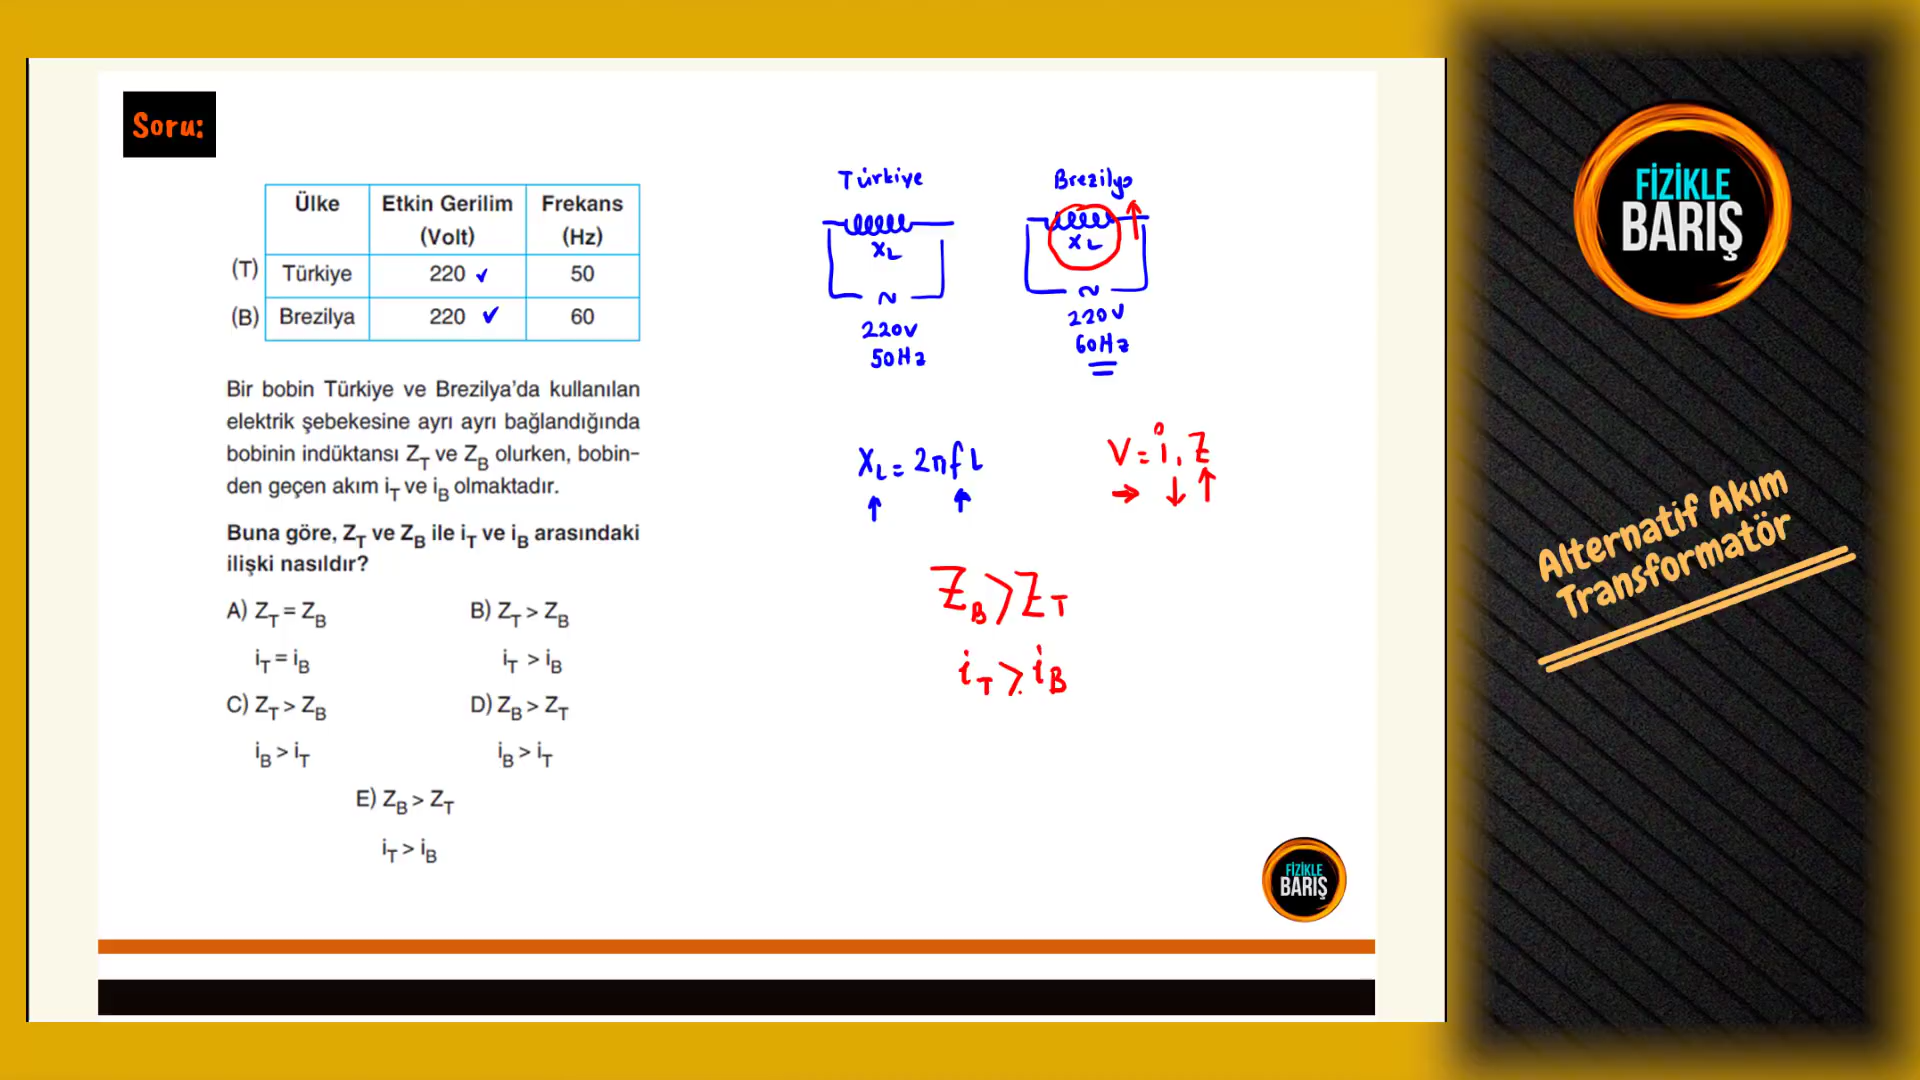 Soru:
Ülke Etkin Gerilim (Volt) Frekans (Hz)
(T) Türkiye 220 ✓ 50
(B) Brezilya 220 ✓ 60
Bir bobin Türkiye ve Brezilya'da kullanılan
elektrik şebekesine ayrı ayrı bağlandığında
bobinin indüktansı Z_T ve Z_B olurken, bobin-
den geçen akım i_T ve i_B olmaktadır.
Buna göre, Z_T ve Z_B ile i_T ve i_B arasındaki
ilişki nasıldır?
A) Z_T = Z_B
i_T = i_B
B) Z_T > Z_B
i_T > i_B
C) Z_T > Z_B
i_B > i_T
D) Z_B > Z_T
i_B > i_T
E) Z_B > Z_T
i_T > i_B
Türkiye
X_L
~
220V
50Hz
Brezilya
X_L
~
220V
60Hz
X_L = 2πfL
↑ ↑
V = i . Z
→ ↓ ↑
Z_B > Z_T
i_T > i_B
FİZİKLE
BARIŞ
FİZİKLE
BARIŞ
Alternatif Akım
Transformatör